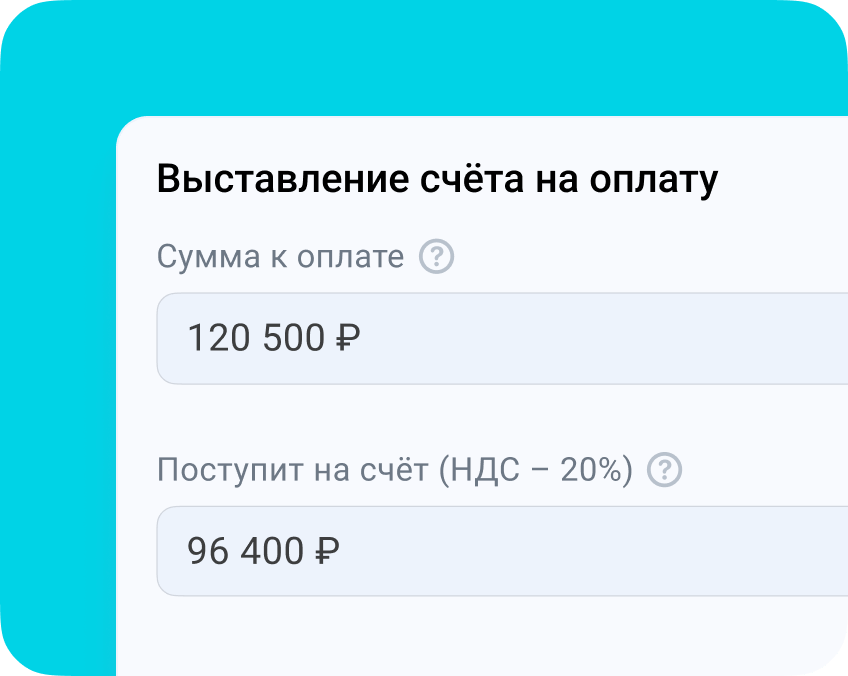 Выставление счёта на оплату
Сумма к оплате ?
120 500 ₽
Поступит на счёт (НДС – 20%) ?
96 400 ₽